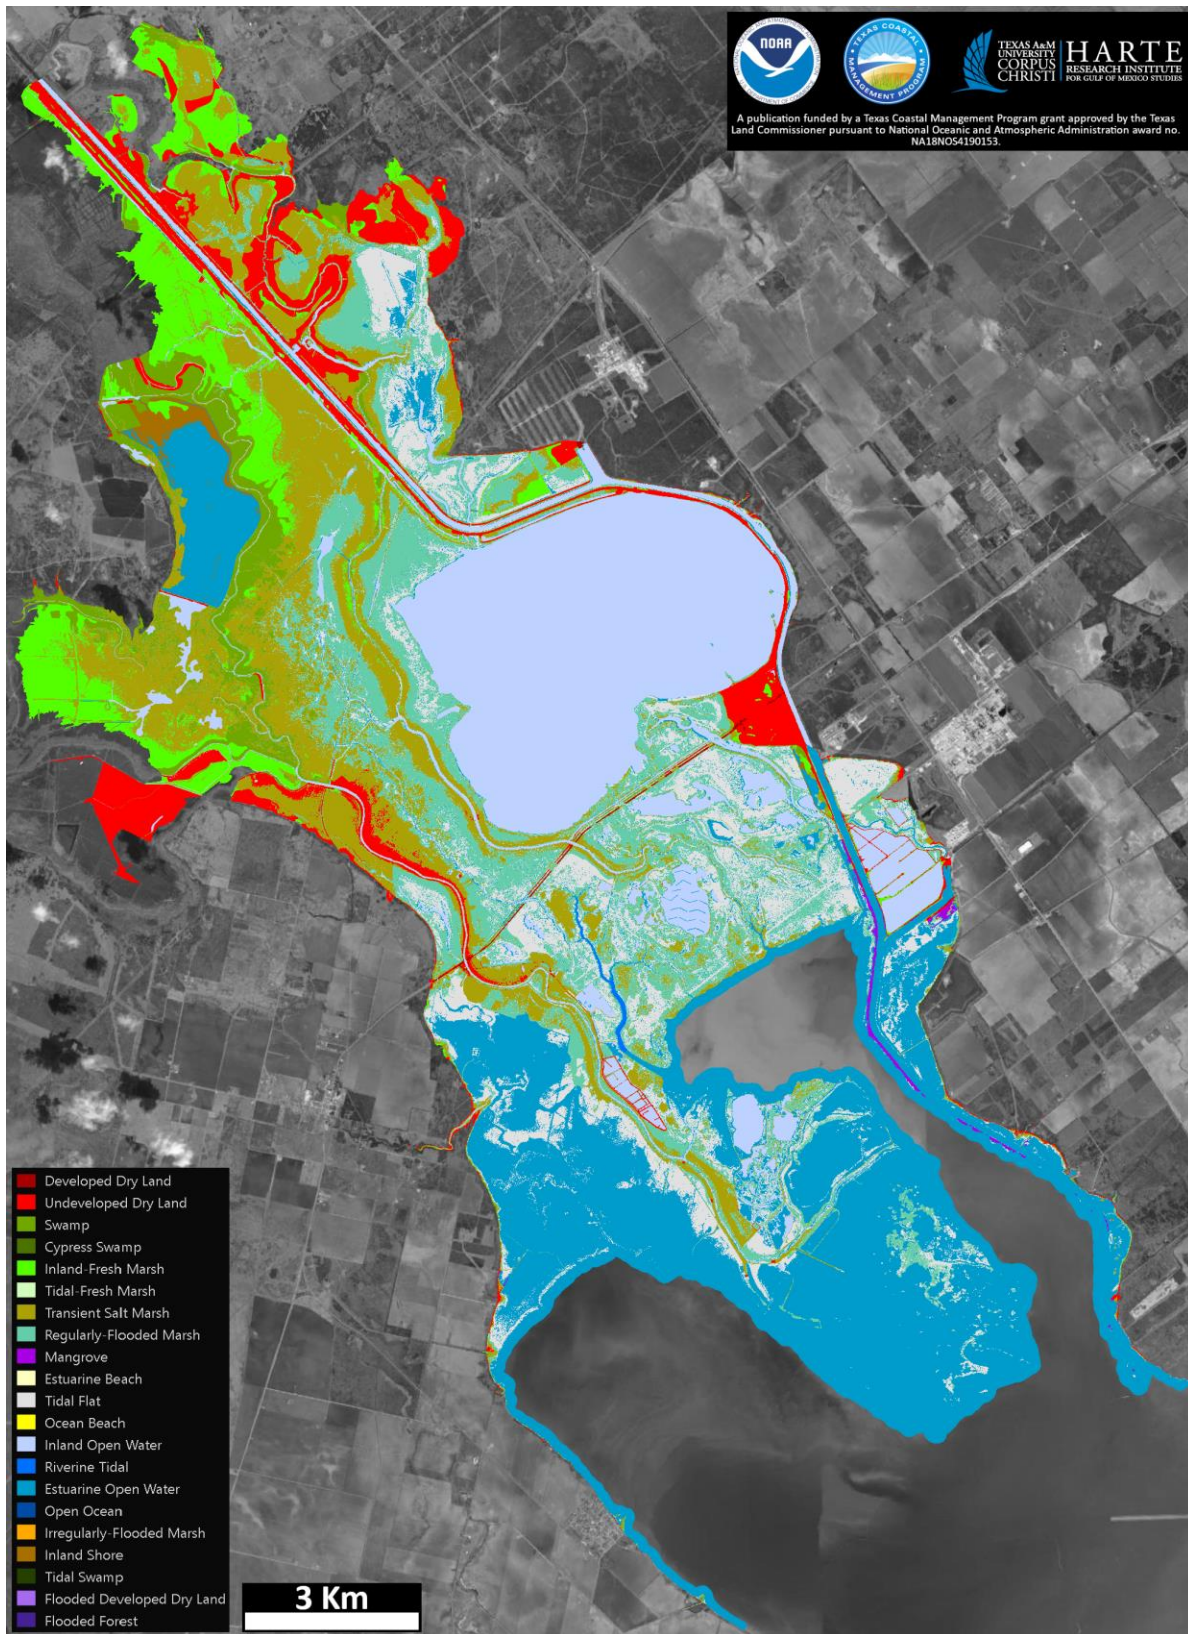 NOAA
TEXAS COASTAL
MANAGEMENT PROGRAM
TEXAS A&M
UNIVERSITY
CORPUS
CHRISTI
HARTE
RESEARCH INSTITUTE
FOR GULF OF MEXICO STUDIES
A publication funded by a Texas Coastal Management Program grant approved by the Texas
Land Commissioner pursuant to National Oceanic and Atmospheric Administration award no.
NA18NOS4190153.
Developed Dry Land
Undeveloped Dry Land
Swamp
Cypress Swamp
Inland-Fresh Marsh
Tidal-Fresh Marsh
Transient Salt Marsh
Regularly-Flooded Marsh
Mangrove
Estuarine Beach
Tidal Flat
Ocean Beach
Inland Open Water
Riverine Tidal
Estuarine Open Water
Open Ocean
Irregularly-Flooded Marsh
Inland Shore
Tidal Swamp
Flooded Developed Dry Land
Flooded Forest
3 Km